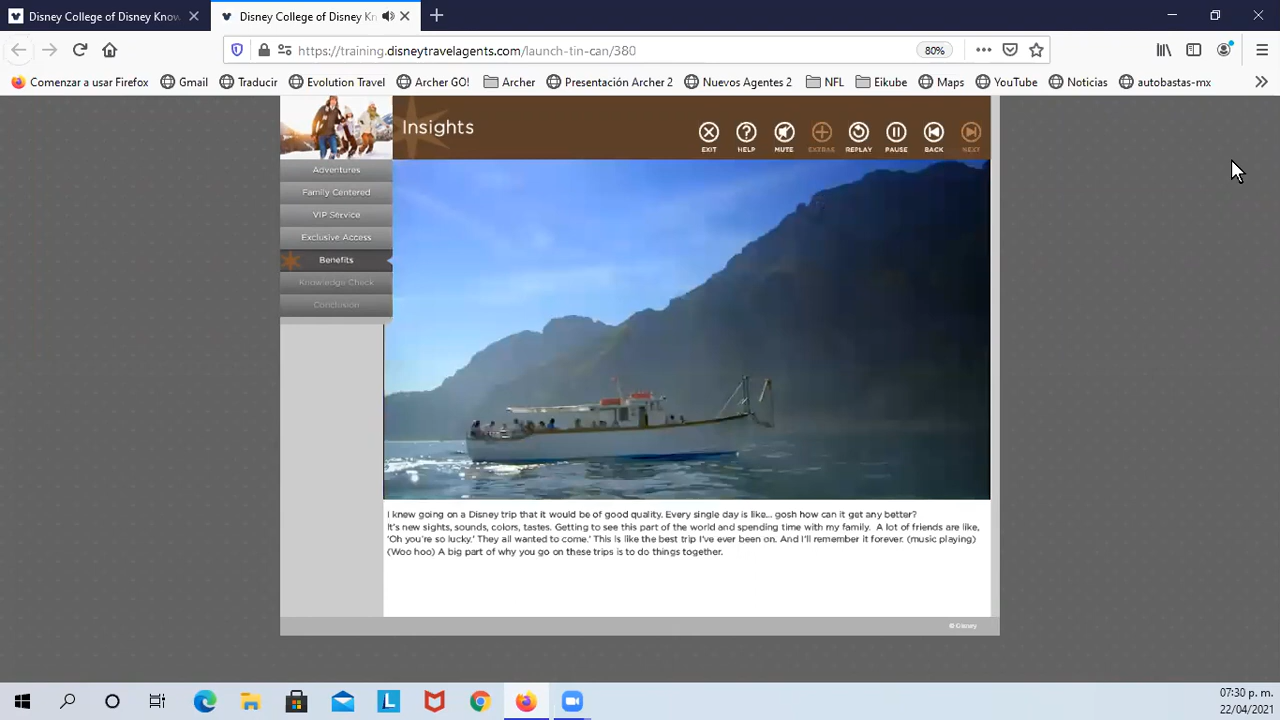 Disney College of Disney Know
Disney College of Disney Kn
https://training.disneytravelagents.com/launch-tin-can/380
80%
Comenzar a usar Firefox
Gmail
Traducir
Evolution Travel
Archer GO!
Archer
Presentación Archer 2
Nuevos Agentes 2
NFL
Eikube
Maps
YouTube
Noticias
autobastas-mx
Insights
EXIT
HELP
MUTE
EXTRAS
REPLAY
PAUSE
BACK
NEXT
Adventures
Family Centered
VIP Service
Exclusive Access
Benefits
Knowledge Check
Conclusion
I knew going on a Disney trip that it would be of good quality. Every single day is like... gosh how can it get any better?
It's new sights, sounds, colors, tastes. Getting to see this part of the world and spending time with my family. A lot of friends are like,
'Oh you're so lucky.' They all wanted to come.' This is like the best trip I've ever been on. And I'll remember it forever. (music playing)
(Woo hoo) A big part of why you go on these trips is to do things together.
© Disney
07:30 p. m.
22/04/2021